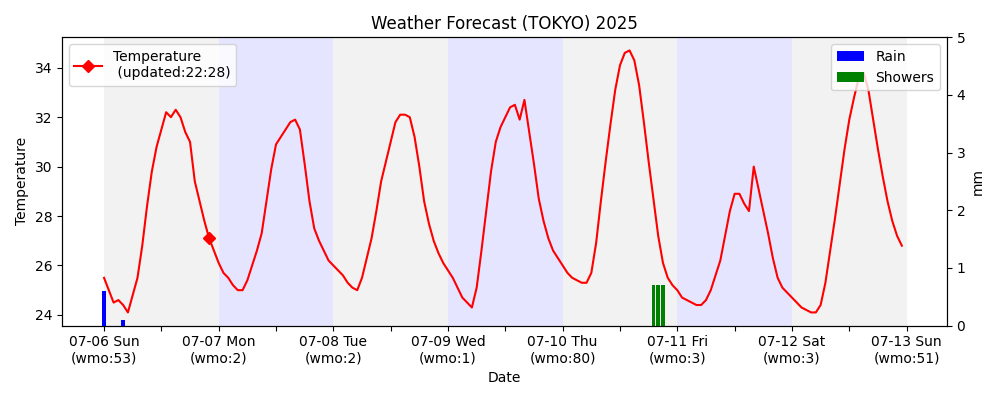 Weather Forecast (TOKYO) 2025
Temperature
(updated:22:28)
Rain
Showers
34
32
30
28
26
24
Temperature
5
4
3
2
1
0
mm
07-06 Sun
(wmo:53)
07-07 Mon
(wmo:2)
07-08 Tue
(wmo:2)
07-09 Wed
(wmo:1)
07-10 Thu
(wmo:80)
07-11 Fri
(wmo:3)
07-12 Sat
(wmo:3)
07-13 Sun
(wmo:51)
Date